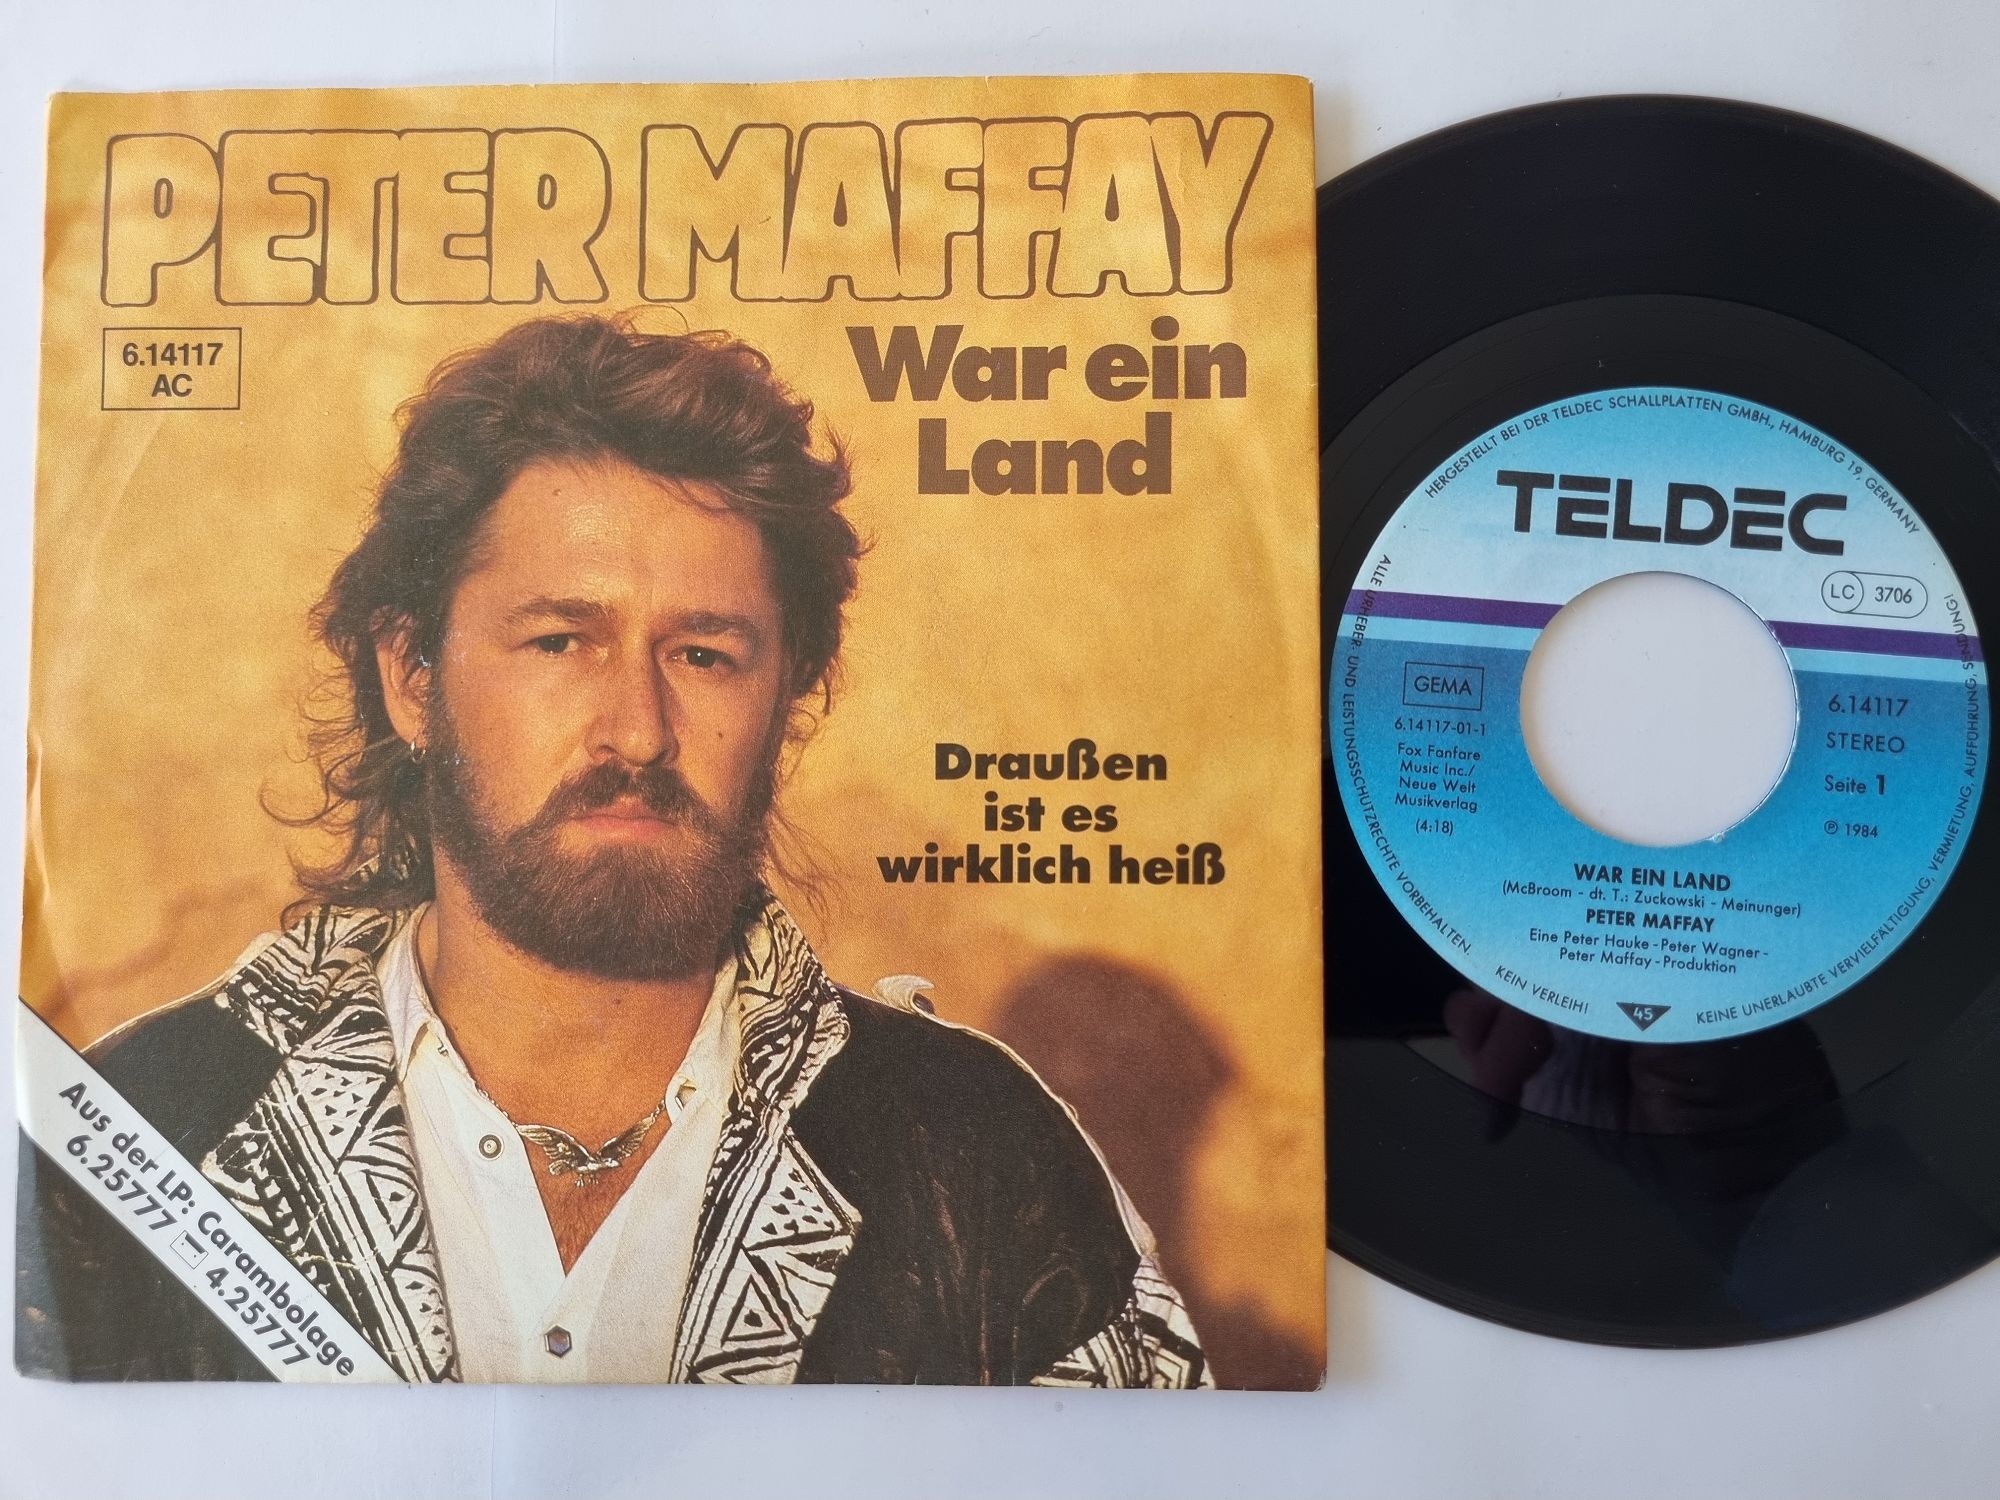 PETER MAFFAY
6.14117
AC
War ein
Land
Draußen
ist es
wirklich heiß
Aus der LP: Carambolage
6.25777 4.25777
HERGESTELLT BEI DER TELDEC SCHALLPLATTEN GMBH., HAMBURG 19, GERMANY
TELDEC
LC 3706
GEMA
6.14117-01-1
Fox Fanfare
Music Inc./
Neue Welt
Musikverlag
(4:18)
6.14117
STEREO
Seite 1
℗ 1984
WAR EIN LAND
(McBroom - dt. T.: Zuckowski - Meinunger)
PETER MAFFAY
Eine Peter Hauke - Peter Wagner -
Peter Maffay - Produktion
45
ALLE URHEBER- UND LEISTUNGSSCHUTZRECHTE VORBEHALTEN. KEIN VERLEIH! KEINE UNERLAUBTE VERVIELFÄLTIGUNG, VERMIETUNG, AUFFÜHRUNG, SENDUNG!